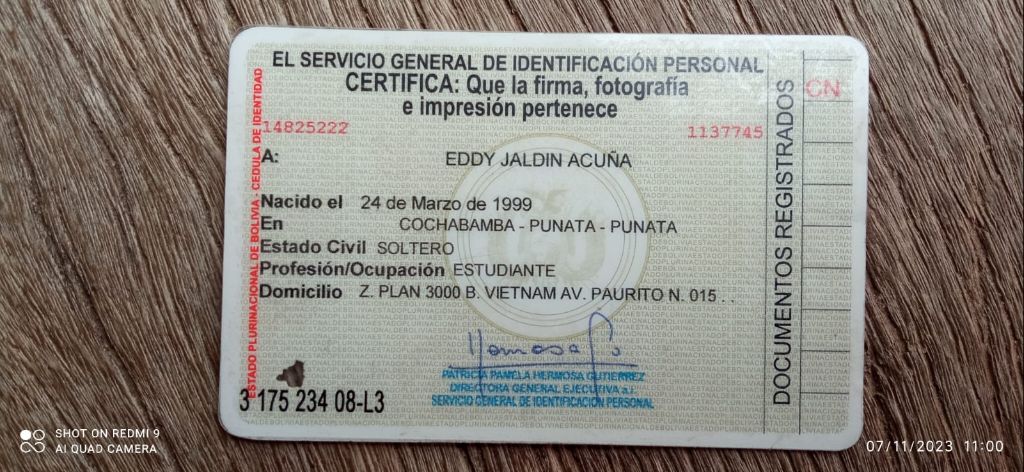 EL SERVICIO GENERAL DE IDENTIFICACIÓN PERSONAL
CERTIFICA: Que la firma, fotografía
e impresión pertenece
14825222
1137745
A: EDDY JALDIN ACUÑA
Nacido el 24 de Marzo de 1999
En COCHABAMBA - PUNATA - PUNATA
Estado Civil SOLTERO
Profesión/Ocupación ESTUDIANTE
Domicilio Z. PLAN 3000 B. VIETNAM AV. PAURITO N. 015 . .
PATRICIA PAMELA HERMOSA GUTIERREZ
DIRECTORA GENERAL EJECUTIVA a.i.
SERVICIO GENERAL DE IDENTIFICACIÓN PERSONAL
3 175 234 08-L3
ESTADO PLURINACIONAL DE BOLIVIA - CEDULA DE IDENTIDAD
DOCUMENTOS REGISTRADOS
CN
SHOT ON REDMI 9
AI QUAD CAMERA
07/11/2023 11:00